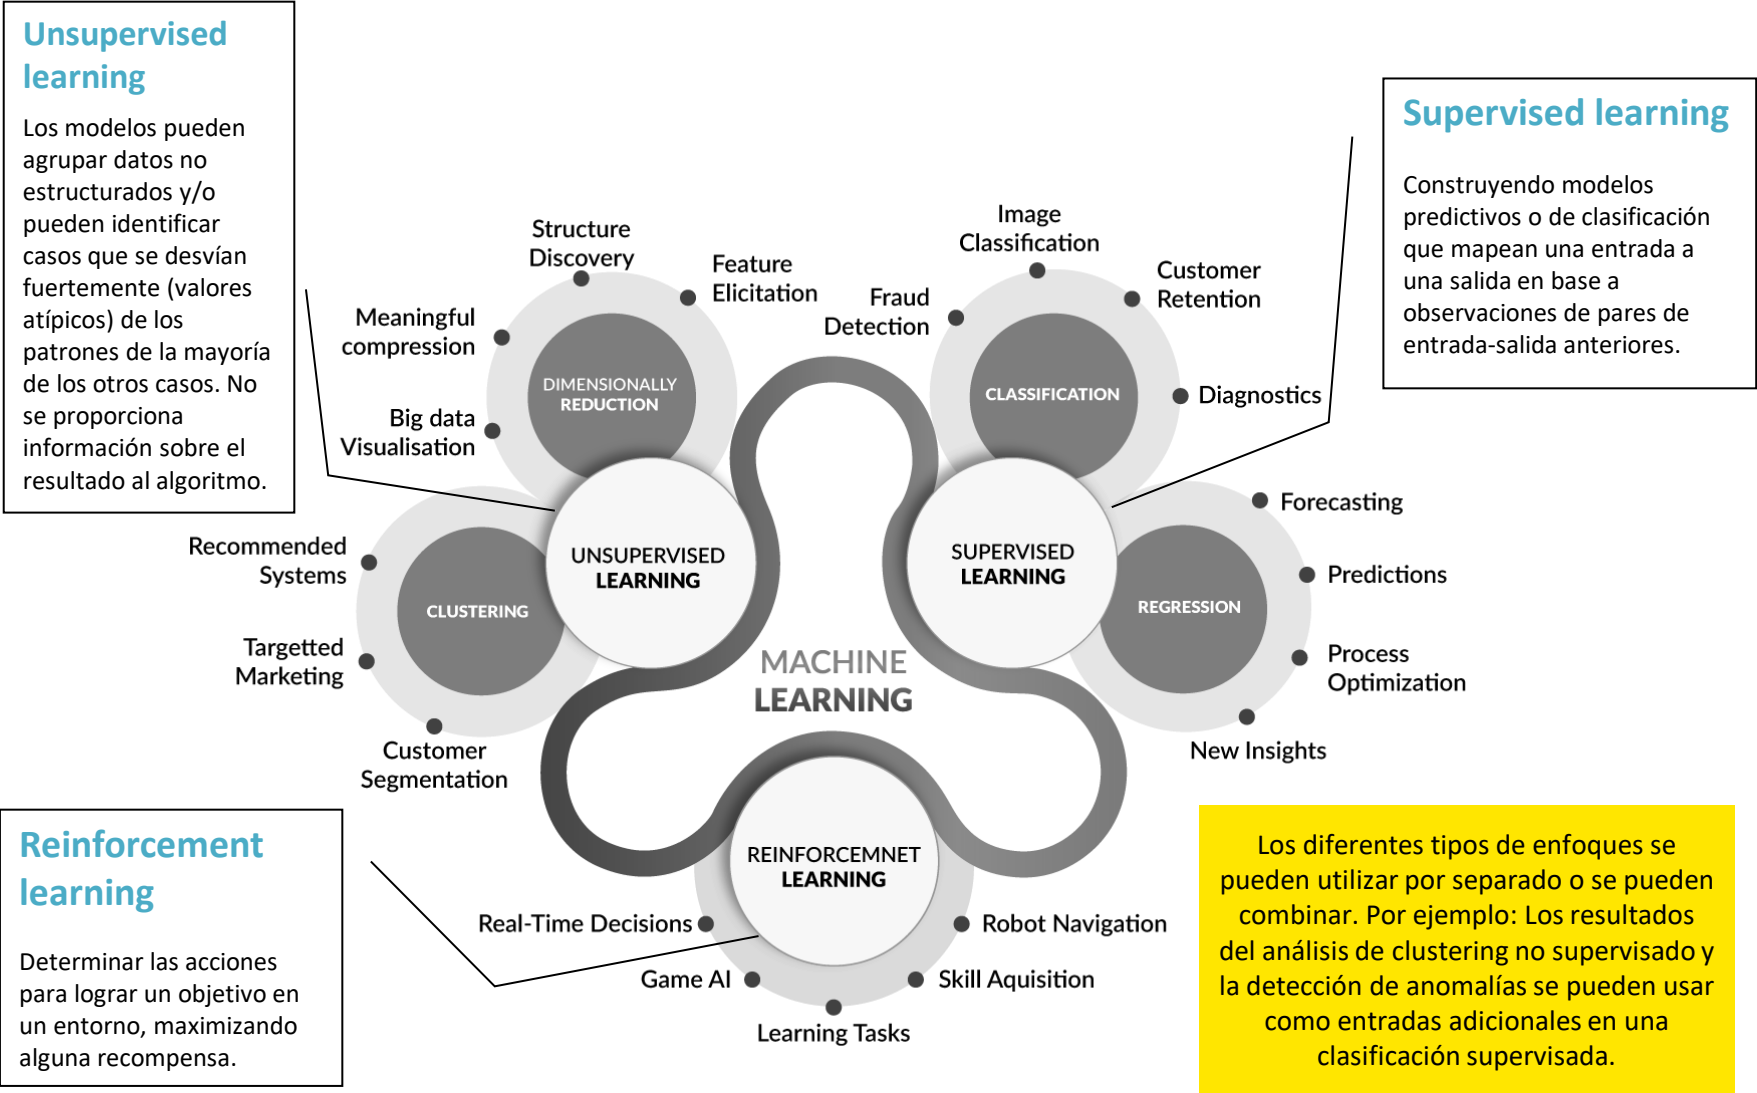 Unsupervised
learning
Los modelos pueden
agrupar datos no
estructurados y/o
pueden identificar
casos que se desvían
fuertemente (valores
atípicos) de los
patrones de la mayoría
de los otros casos. No
se proporciona
información sobre el
resultado al algoritmo.
Supervised learning
Construyendo modelos
predictivos o de clasificación
que mapean una entrada a
una salida en base a
observaciones de pares de
entrada-salida anteriores.
Structure
Discovery
Feature
Elicitation
Meaningful
compression
Big data
Visualisation
DIMENSIONALLY
REDUCTION
Image
Classification
Customer
Retention
Fraud
Detection
Diagnostics
CLASSIFICATION
Recommended
Systems
Targetted
Marketing
Customer
Segmentation
CLUSTERING
UNSUPERVISED
LEARNING
SUPERVISED
LEARNING
REGRESSION
Forecasting
Predictions
Process
Optimization
New Insights
MACHINE
LEARNING
REINFORCEMNET
LEARNING
Real-Time Decisions
Game AI
Learning Tasks
Skill Aquisition
Robot Navigation
Reinforcement
learning
Determinar las acciones
para lograr un objetivo en
un entorno, maximizando
alguna recompensa.
Los diferentes tipos de enfoques se
pueden utilizar por separado o se pueden
combinar. Por ejemplo: Los resultados
del análisis de clustering no supervisado y
la detección de anomalías se pueden usar
como entradas adicionales en una
clasificación supervisada.